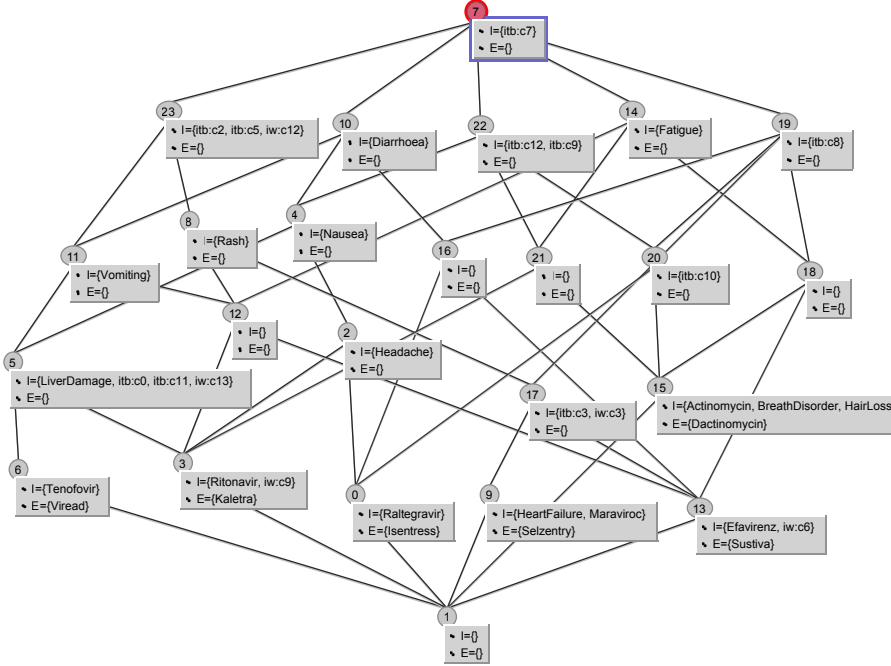 7
I={itb:c7}
E={}
23
I={itb:c2, itb:c5, iw:c12}
E={}
10
I={Diarrhoea}
E={}
22
I={itb:c12, itb:c9}
E={}
14
I={Fatigue}
E={}
19
I={itb:c8}
E={}
8
I={Rash}
E={}
4
I={Nausea}
E={}
11
I={Vomiting}
E={}
16
I={}
E={}
21
I={}
E={}
20
I={itb:c10}
E={}
18
I={}
E={}
12
I={}
E={}
2
I={Headache}
E={}
5
I={LiverDamage, itb:c0, itb:c11, iw:c13}
E={}
17
I={itb:c3, iw:c3}
E={}
15
I={Actinomycin, BreathDisorder, HairLoss
E={Dactinomycin}
6
I={Tenofovir}
E={Viread}
3
I={Ritonavir, iw:c9}
E={Kaletra}
0
I={Raltegravir}
E={Isentress}
9
I={HeartFailure, Maraviroc}
E={Selzentry}
13
I={Efavirenz, iw:c6}
E={Sustiva}
1
I={}
E={}